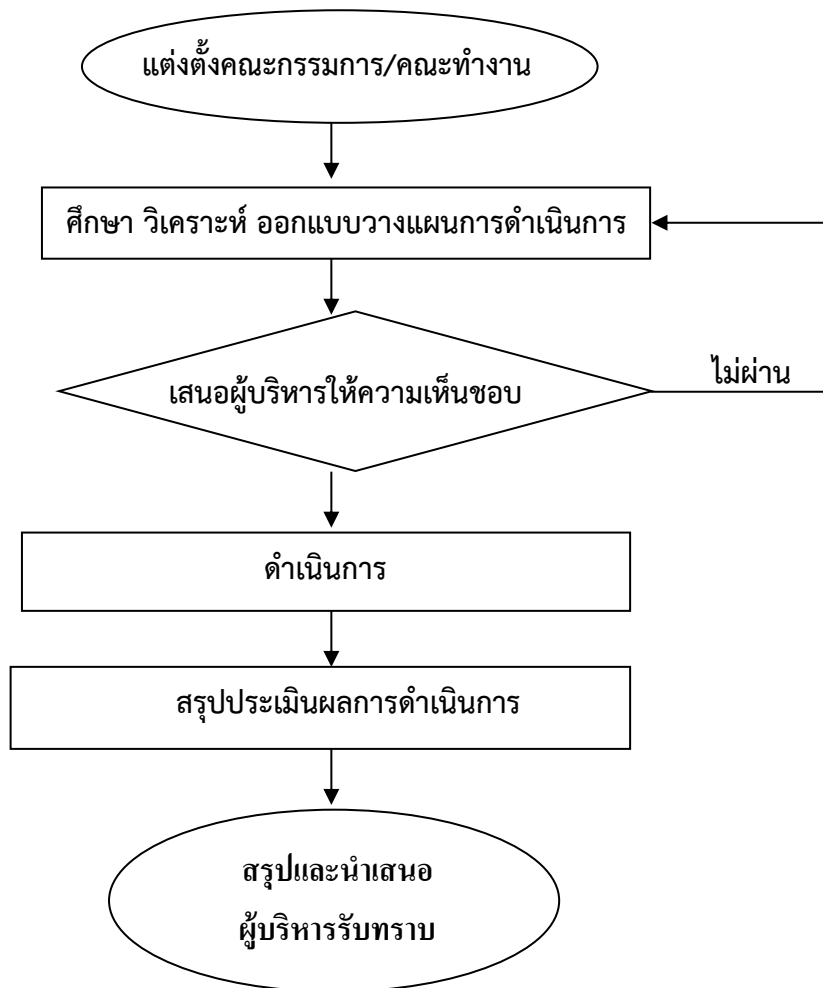 แต่งตั้งคณะกรรมการ/คณะทำงาน
ศึกษา วิเคราะห์ ออกแบบวางแผนการดำเนินการ
เสนอผู้บริหารให้ความเห็นชอบ
ไม่ผ่าน
ดำเนินการ
สรุปประเมินผลการดำเนินการ
สรุปและนำเสนอ
ผู้บริหารรับทราบ